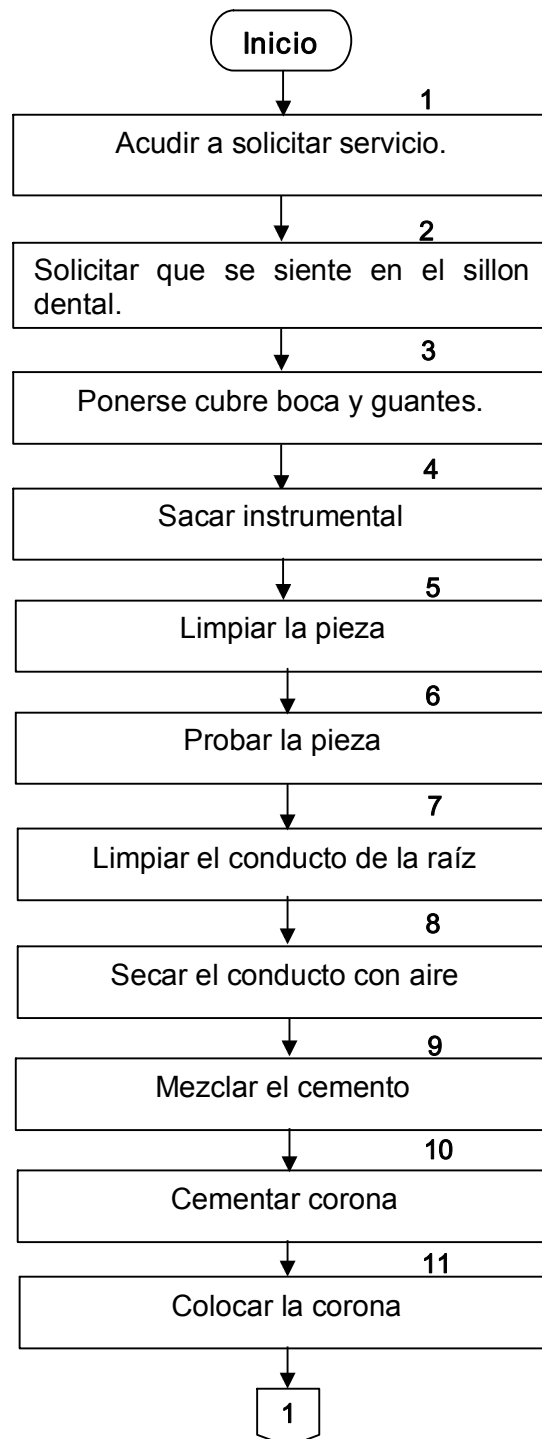 Inicio
1
Acudir a solicitar servicio.
2
Solicitar que se siente en el sillon
dental.
3
Ponerse cubre boca y guantes.
4
Sacar instrumental
5
Limpiar la pieza
6
Probar la pieza
7
Limpiar el conducto de la raíz
8
Secar el conducto con aire
9
Mezclar el cemento
10
Cementar corona
11
Colocar la corona
1